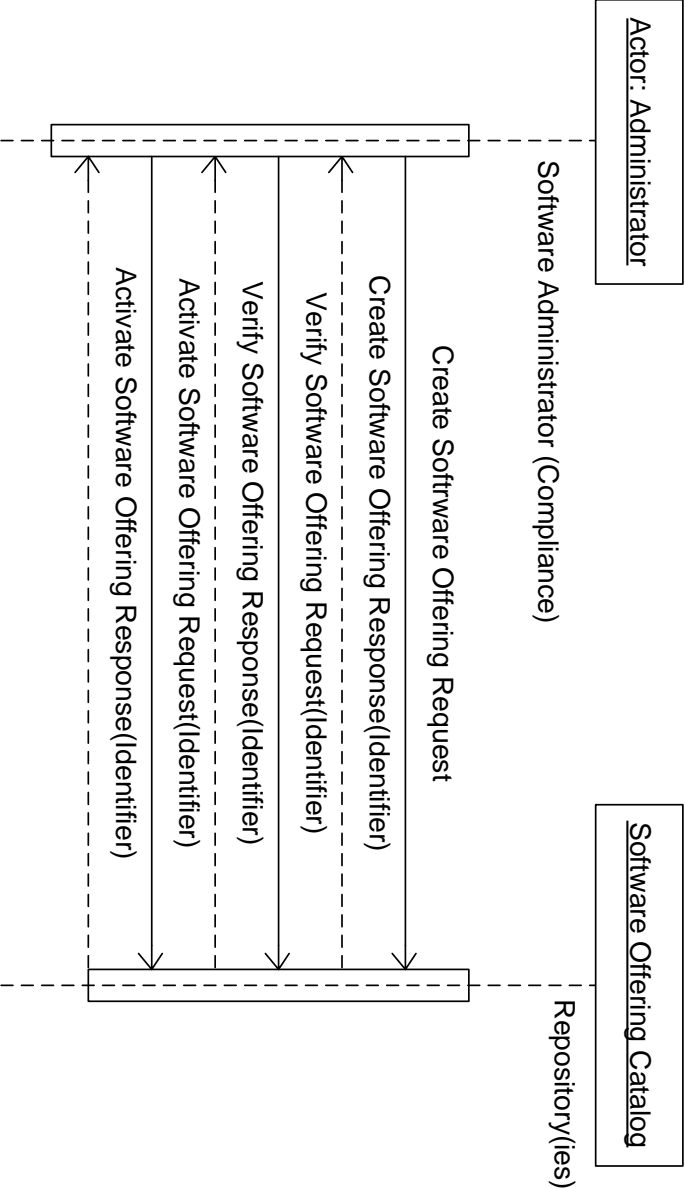 Actor: Administrator
Software Offering Catalog
Software Administrator (Compliance)
Repository(ies)
Create Softrware Offering Request
Create Software Offering Response(Identifier)
Verify Software Offering Request(Identifier)
Verify Software Offering Response(Identifier)
Activate Software Offering Request(Identifier)
Activate Software Offering Response(Identifier)